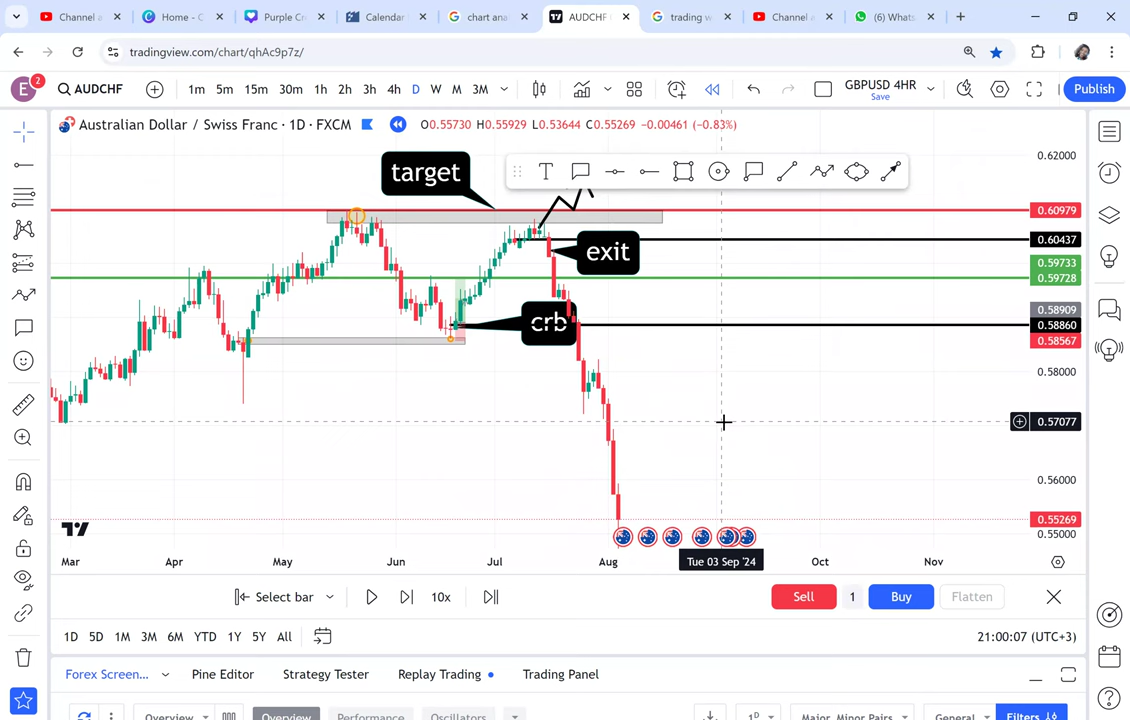 Channel a
Home - C
Purple Cr
Calendar
chart ana
AUDCHF
trading w
Channel a
(6) Whats
tradingview.com/chart/qhAc9p7z/
E
2
AUDCHF
1m 5m 15m 30m 1h 2h 3h 4h D W M 3M
GBPUSD 4HR
Save
Publish
Australian Dollar / Swiss Franc · 1D · FXCM
O0.55730 H0.55929 L0.53644 C0.55269 -0.00461 (-0.83%)
target
exit
crb
0.62000
0.60979
0.60437
0.59733
0.59728
0.58909
0.58860
0.58567
0.58000
0.57077
0.56000
0.55269
0.55000
Mar Apr May Jun Jul Aug Tue 03 Sep '24 Oct Nov
Select bar
10x
Sell
1
Buy
Flatten
1D 5D 1M 3M 6M YTD 1Y 5Y All
21:00:07 (UTC+3)
Forex Screen...
Pine Editor
Strategy Tester
Replay Trading
Trading Panel
Overview
Overview
Performance
Oscillators
1D
Major, Minor Pairs
General
Filters